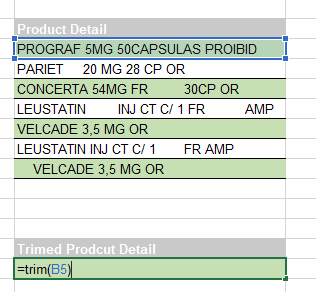 Product Detail
PROGRAF 5MG 50CAPSULAS PROIBID
PARIET    20 MG 28 CP OR
CONCERTA 54MG FR        30CP OR
LEUSTATIN       INJ CT C/ 1 FR        AMP
VELCADE 3,5 MG OR
LEUSTATIN INJ CT C/ 1      FR AMP
VELCADE 3,5 MG OR
Trimed Prodcut Detail
=trim(B5)